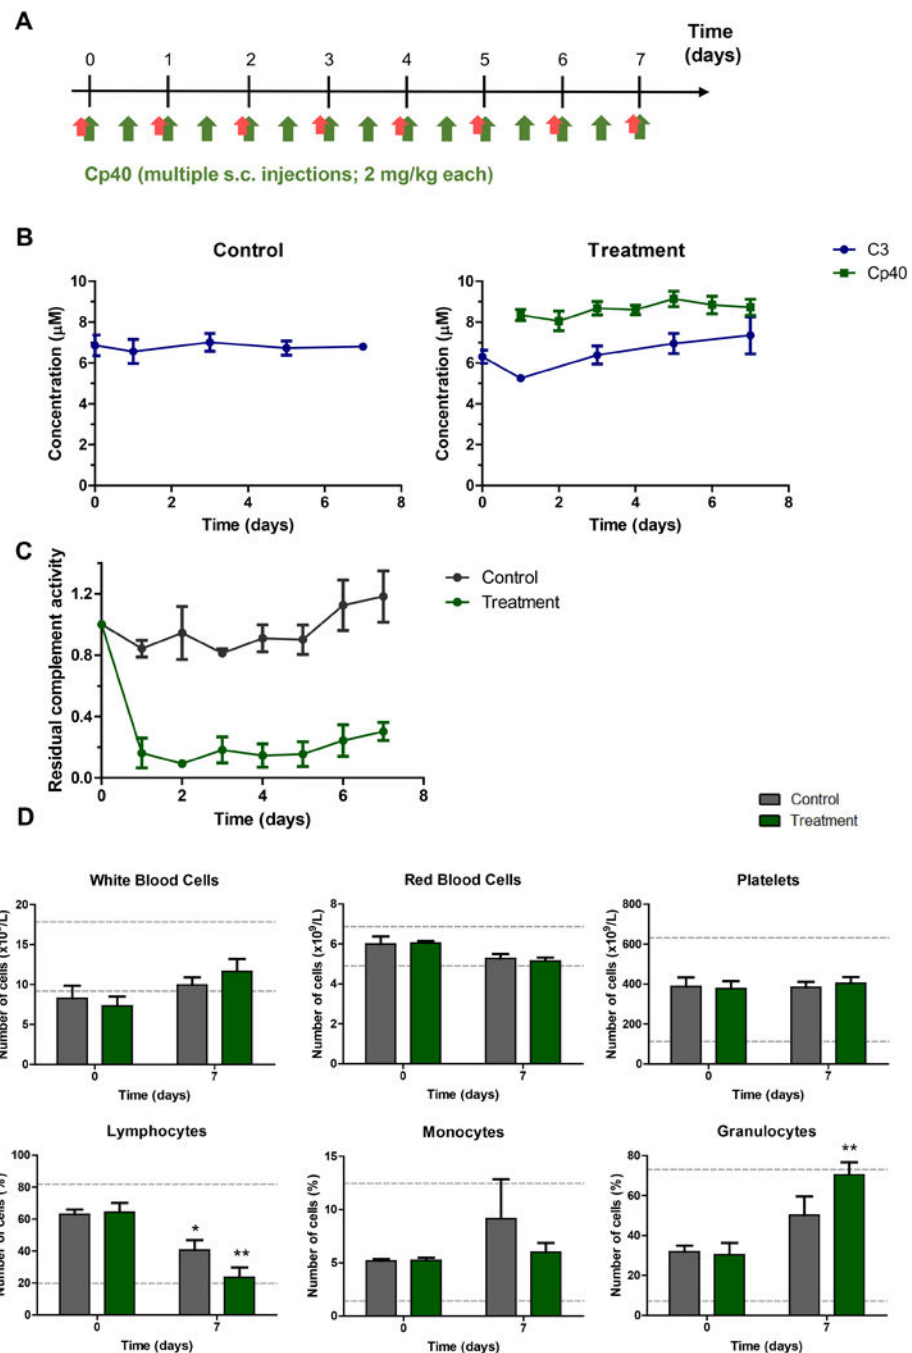 A
Time
(days)
0 1 2 3 4 5 6 7
Cp40 (multiple s.c. injections; 2 mg/kg each)
B
Control
Treatment
C3
Cp40
Concentration (µM)
10
8
6
4
2
0
0 2 4 6 8
Time (days)
Concentration (µM)
10
8
6
4
2
0
0 2 4 6 8
Time (days)
C
Residual complement activity
1.2
0.8
0.4
0.0
0 2 4 6 8
Time (days)
Control
Treatment
D
Control
Treatment
White Blood Cells
Number of cells
20
15
10
5
0
0 7
Time (days)
Red Blood Cells
Number of cells (x10⁹/L)
8
6
4
2
0
0 7
Time (days)
Platelets
Number of cells (x10⁹/L)
800
600
400
200
0
0 7
Time (days)
Lymphocytes
Number of cells (%)
100
80
60
40
20
0
*
**
0 7
Time (days)
Monocytes
Number of cells (%)
15
10
5
0
0 7
Time (days)
Granulocytes
Number of cells (%)
80
60
40
20
0
**
0 7
Time (days)